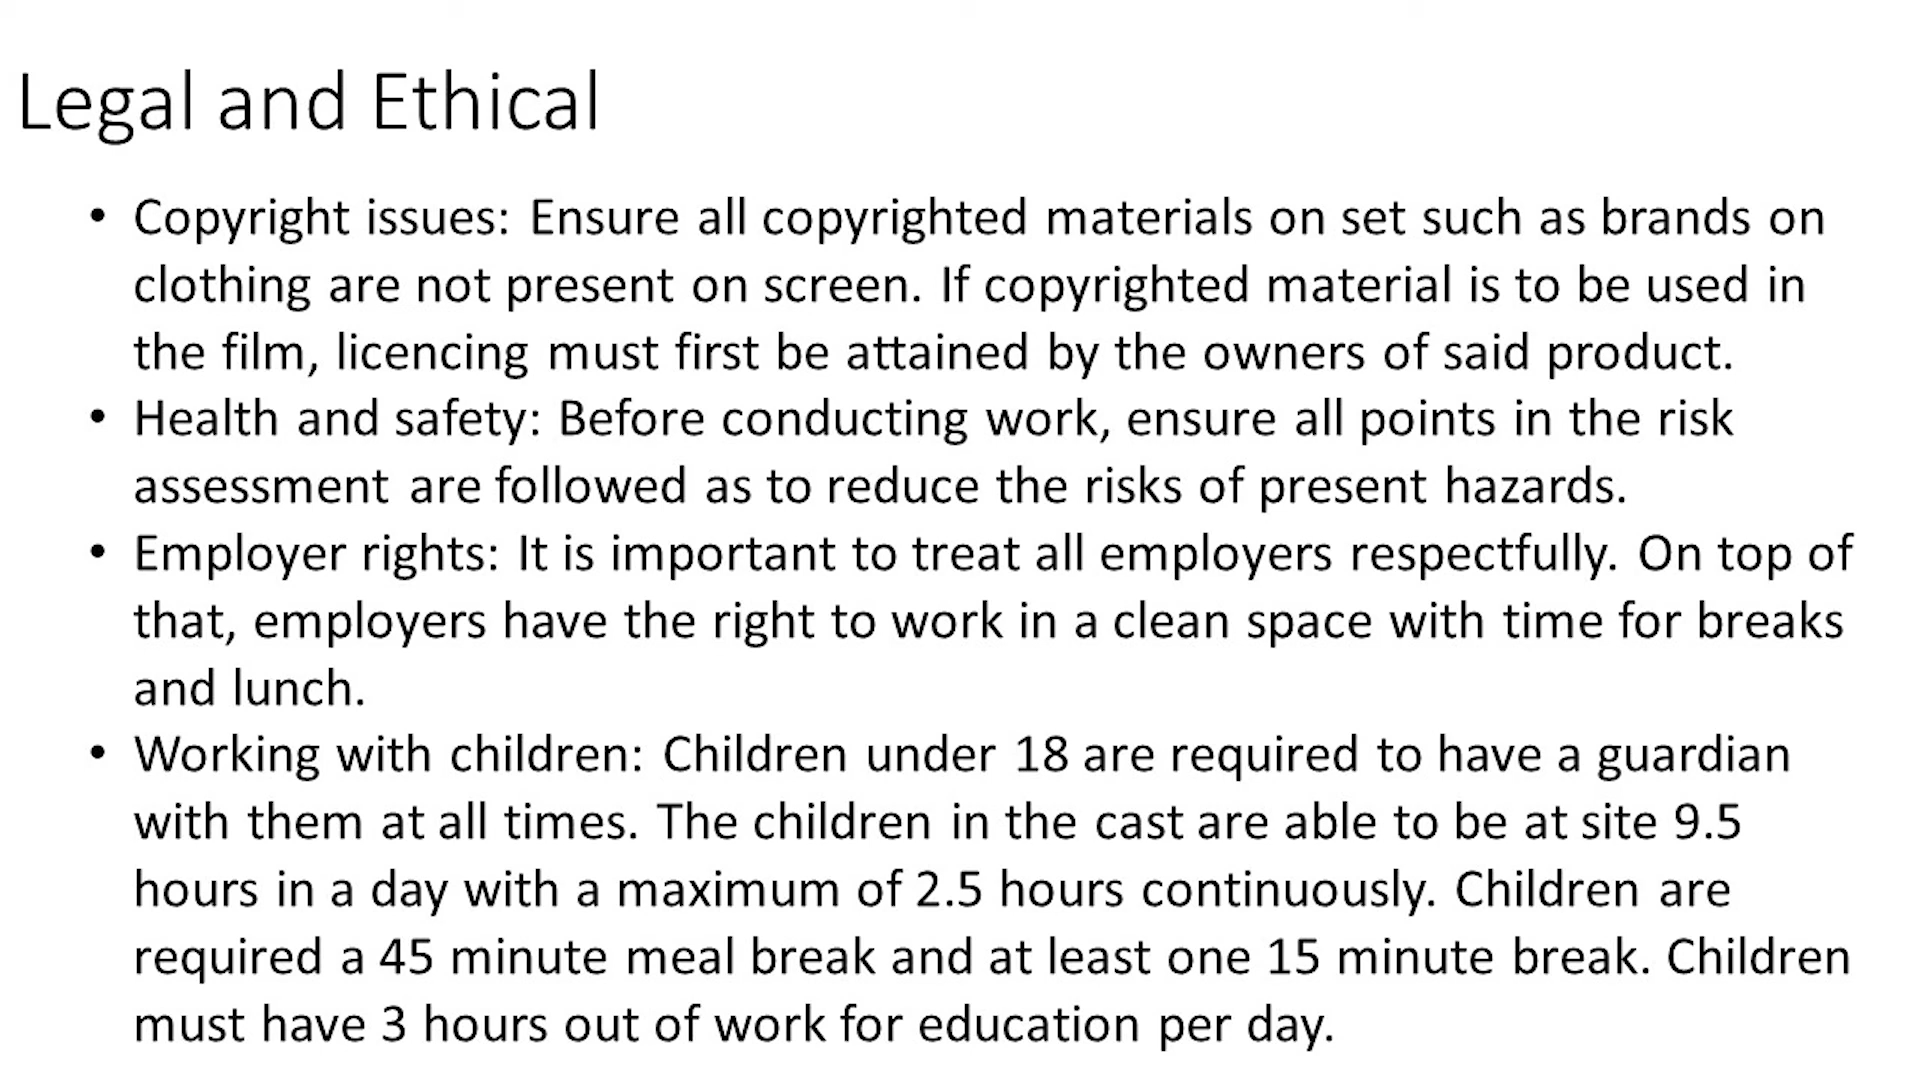 Legal and Ethical
• Copyright issues: Ensure all copyrighted materials on set such as brands on
clothing are not present on screen. If copyrighted material is to be used in
the film, licencing must first be attained by the owners of said product.
• Health and safety: Before conducting work, ensure all points in the risk
assessment are followed as to reduce the risks of present hazards.
• Employer rights: It is important to treat all employers respectfully. On top of
that, employers have the right to work in a clean space with time for breaks
and lunch.
• Working with children: Children under 18 are required to have a guardian
with them at all times. The children in the cast are able to be at site 9.5
hours in a day with a maximum of 2.5 hours continuously. Children are
required a 45 minute meal break and at least one 15 minute break. Children
must have 3 hours out of work for education per day.